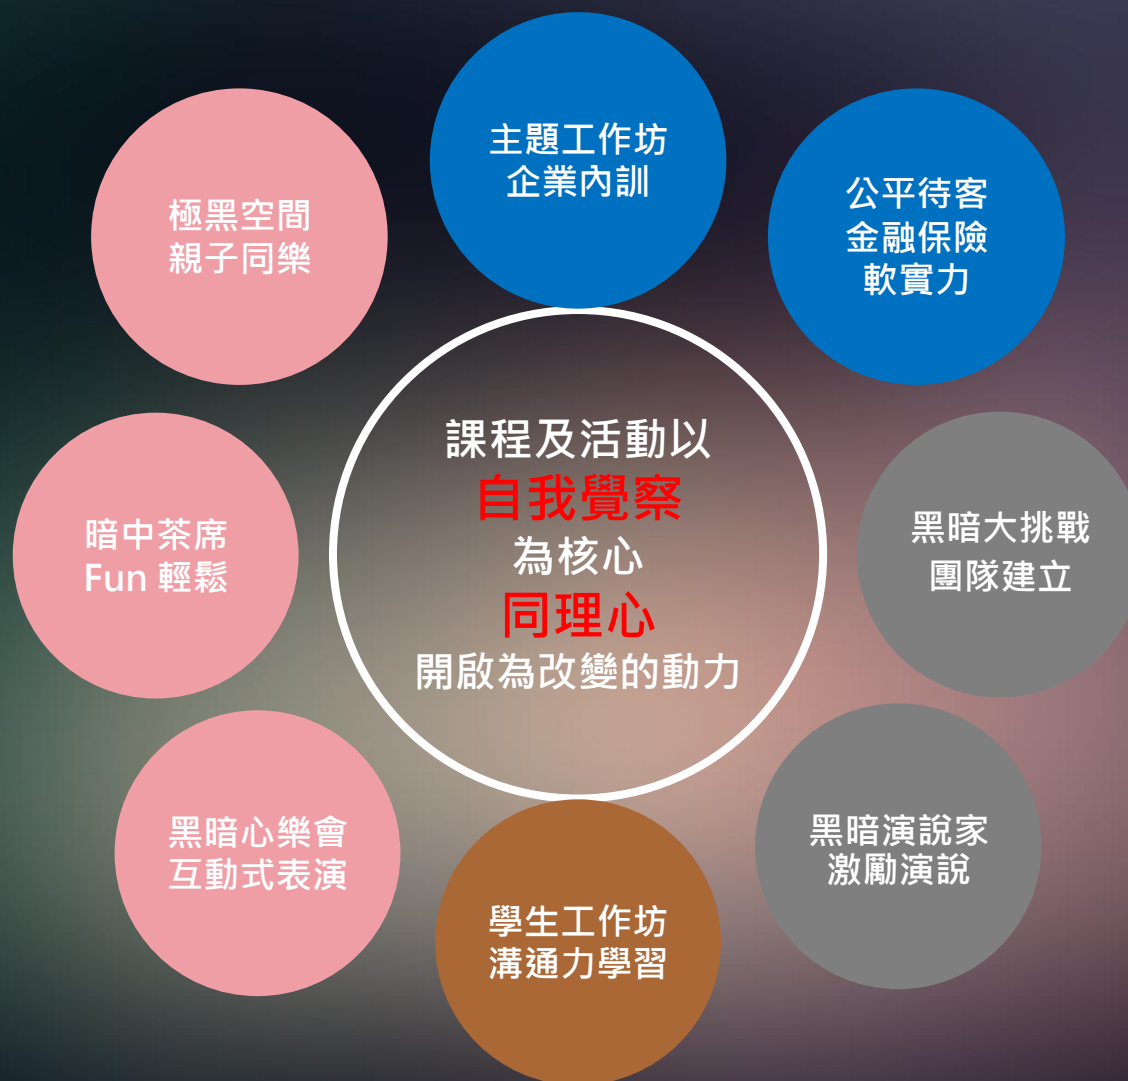 主題工作坊
企業內訓
公平待客
金融保險
軟實力
極黑空間
親子同樂
課程及活動以
自我覺察
為核心
同理心
開啟為改變的動力
暗中茶席
Fun 輕鬆
黑暗大挑戰
團隊建立
黑暗心樂會
互動式表演
黑暗演說家
激勵演說
學生工作坊
溝通力學習